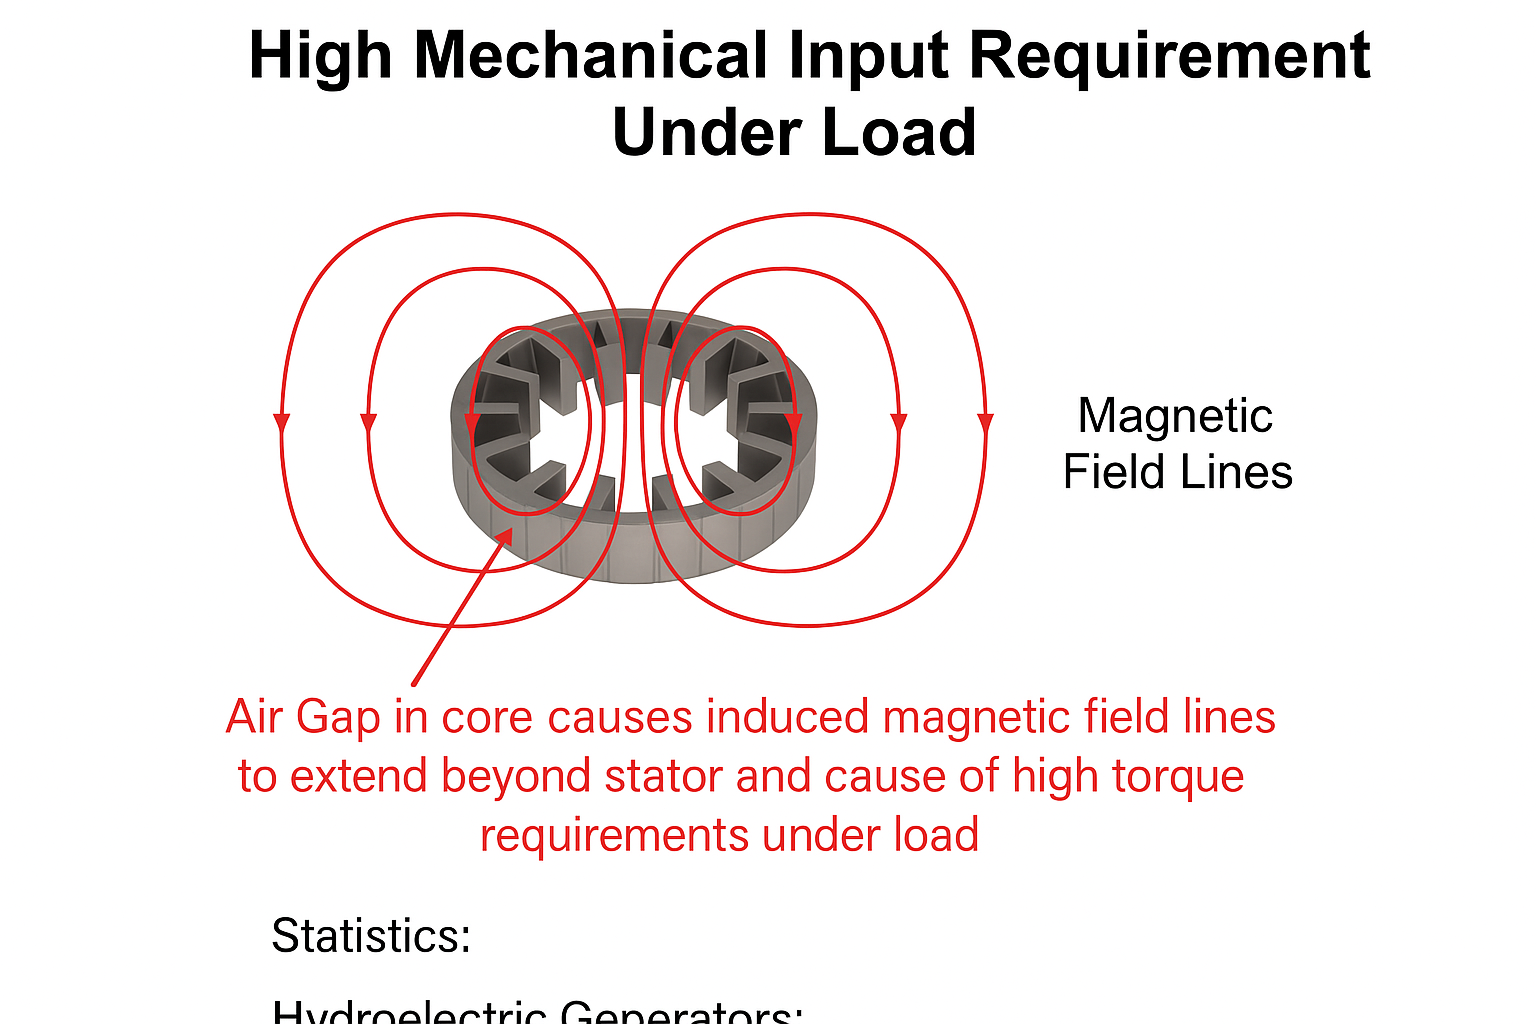 High Mechanical Input Requirement
Under Load
Magnetic
Field Lines
Air Gap in core causes induced magnetic field lines
to extend beyond stator and cause of high torque
requirements under load
Statistics:
Hydroelectric Generators: